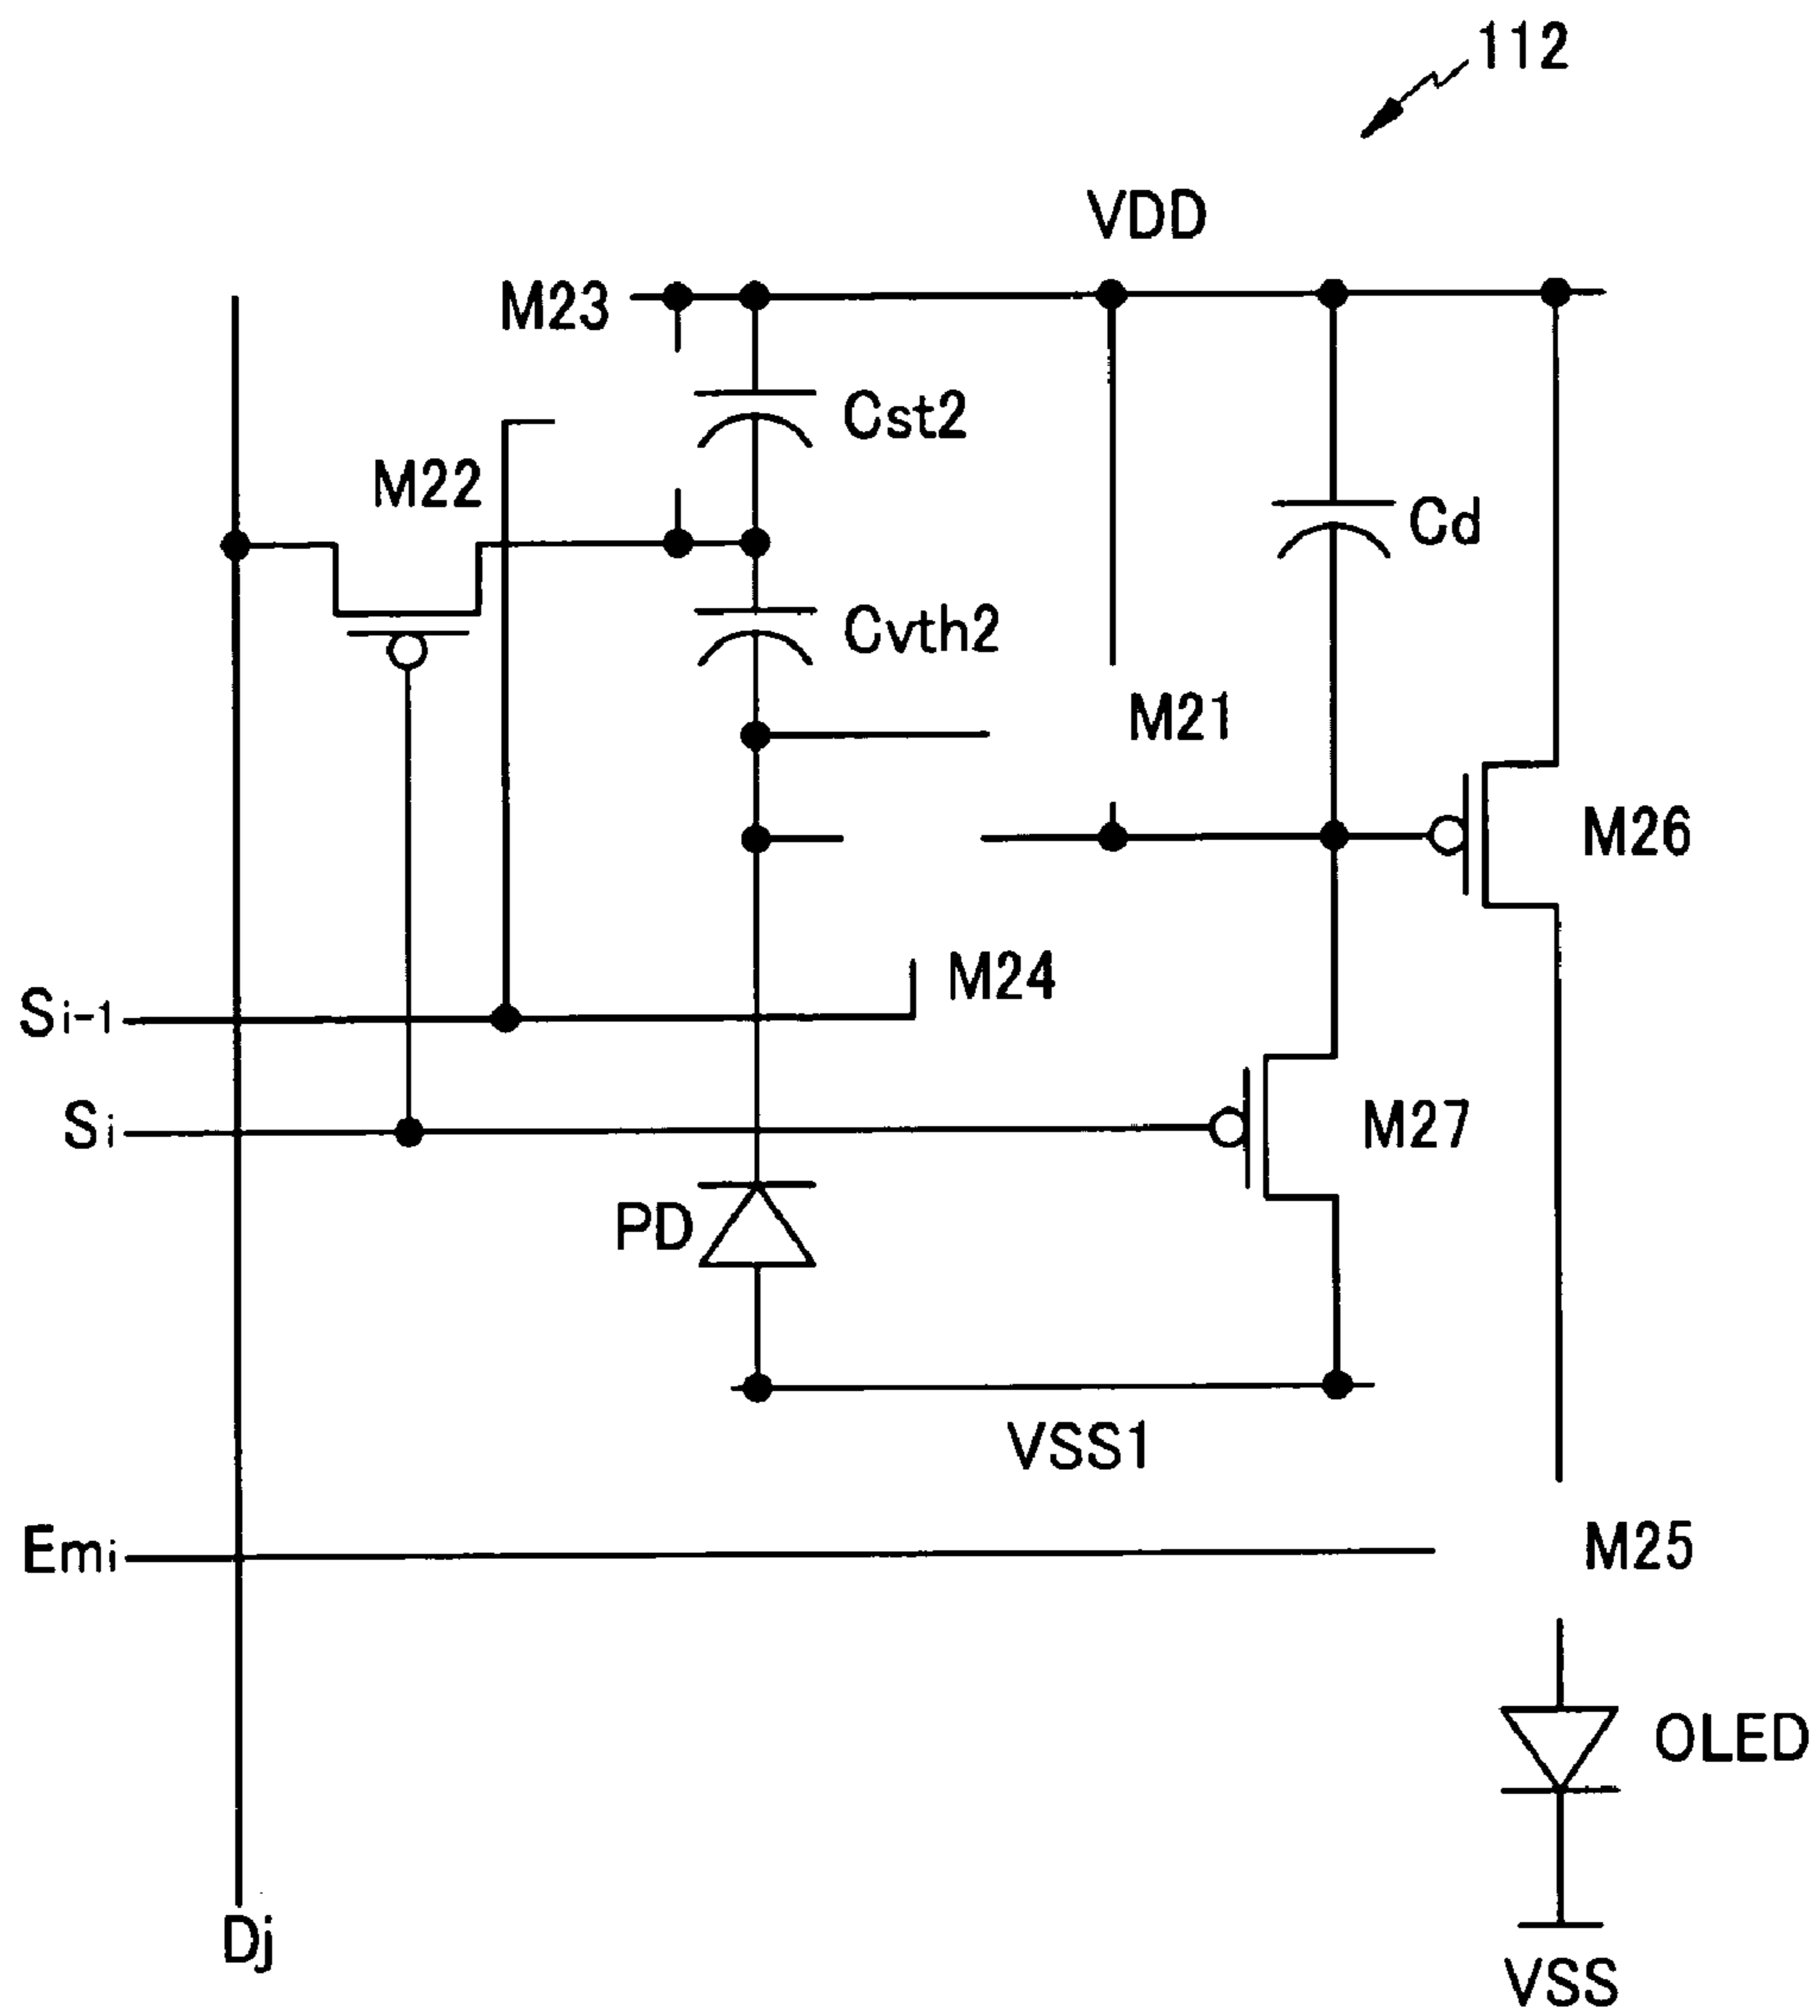 112
VDD
M23
Cst2
M22
Cd
Cvth2
M21
M26
M24
Si-1
Si
M27
PD
VSS1
Emi
M25
OLED
Dj
VSS